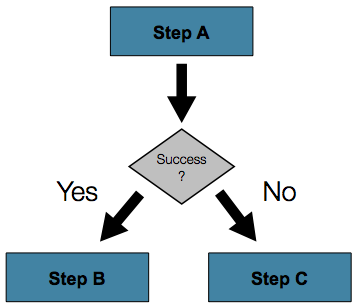 Step A
Success
?
Yes
No
Step B
Step C